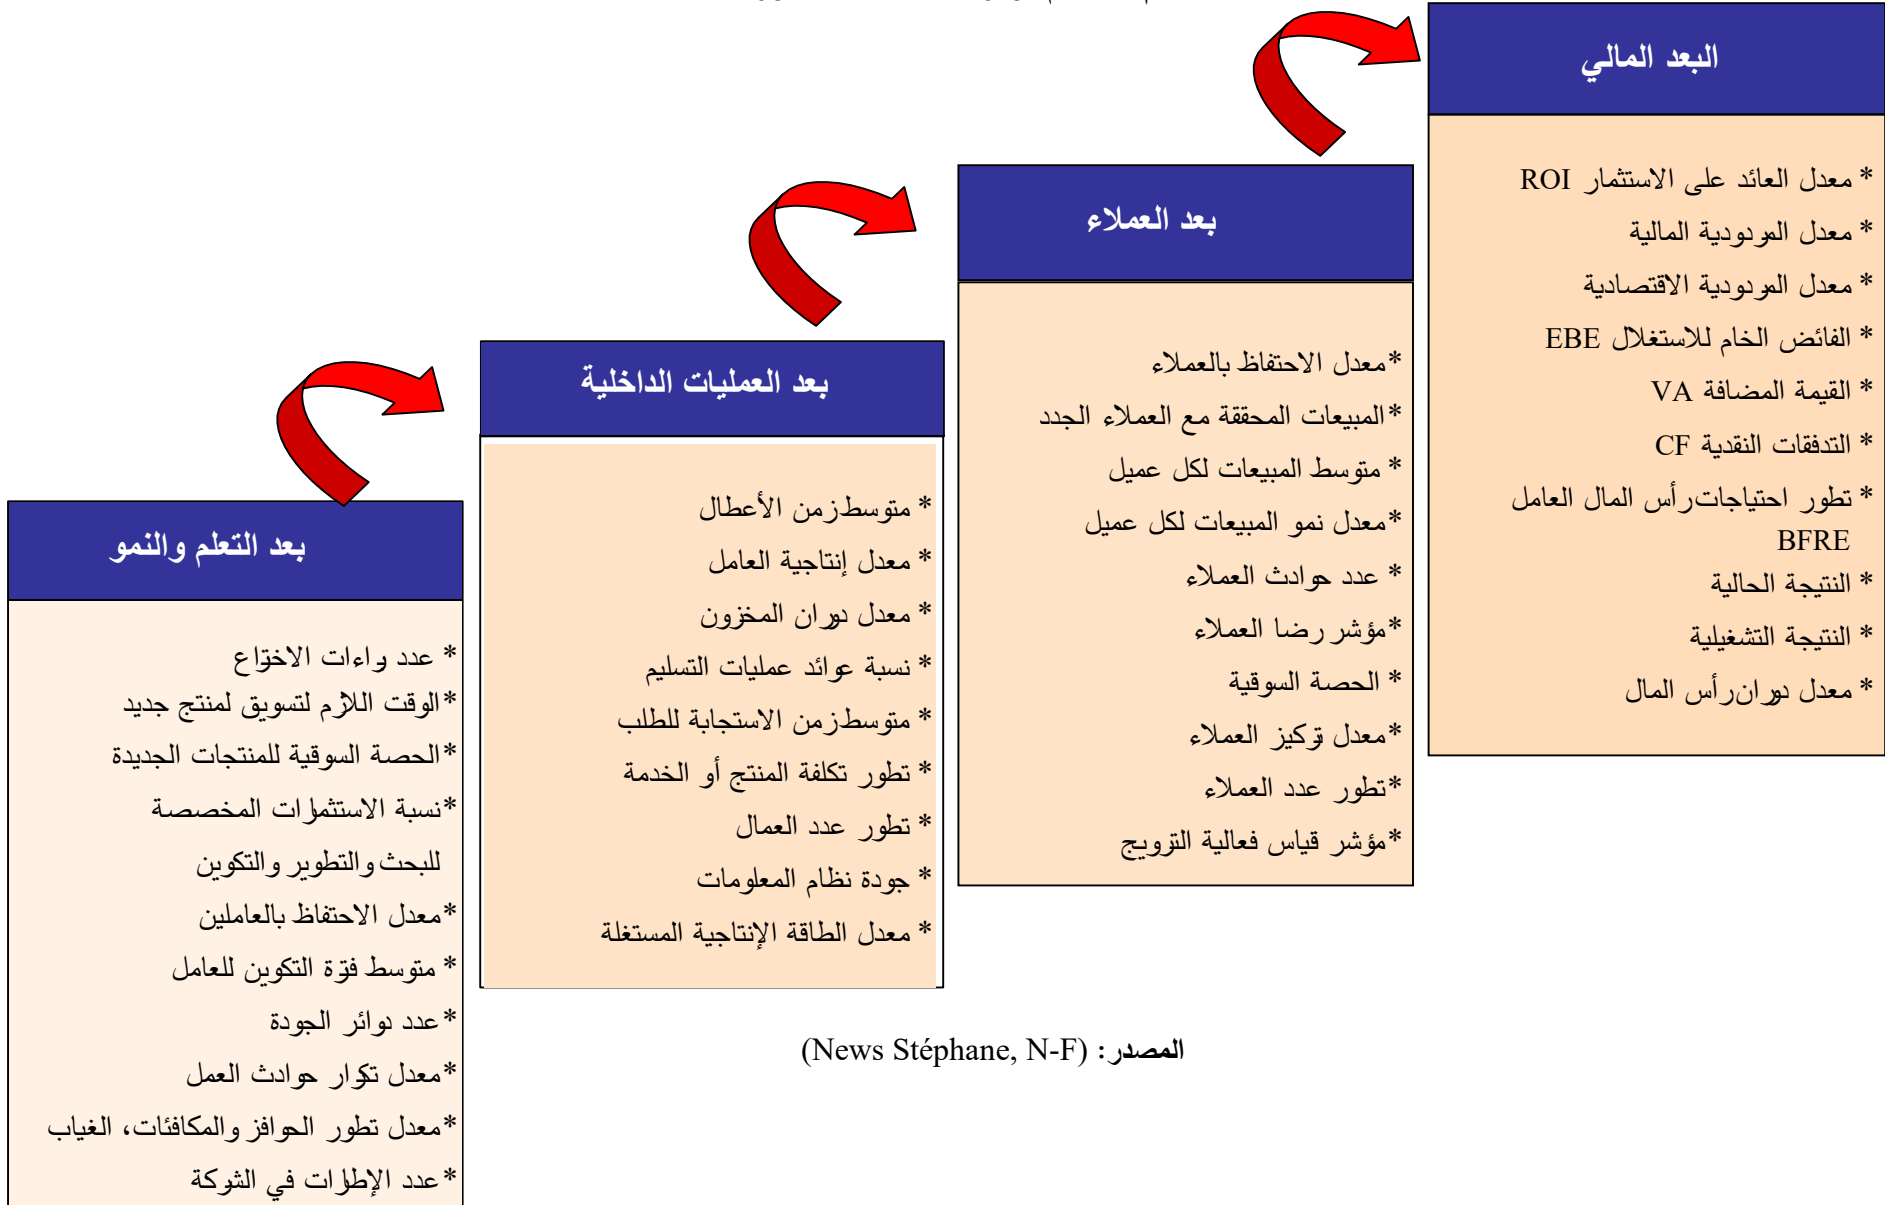 البعد المالي
* معدل العائد على الاستثمار ROI
* معدل المردودية المالية
* معدل المردودية الاقتصادية
* الفائض الخام للاستغلال EBE
* القيمة المضافة VA
* التدفقات النقدية CF
* تطور احتياجات رأس المال العامل
BFRE
* النتيجة الحالية
* النتيجة التشغيلية
* معدل دوران رأس المال
بعد العملاء
*معدل الاحتفاظ بالعملاء
*المبيعات المحققة مع العملاء الجدد
* متوسط المبيعات لكل عميل
*معدل نمو المبيعات لكل عميل
* عدد حوادث العملاء
*مؤشر رضا العملاء
* الحصة السوقية
*معدل تركيز العملاء
*تطور عدد العملاء
*مؤشر قياس فعالية الترويج
بعد العمليات الداخلية
* متوسط زمن الأعطال
* معدل إنتاجية العامل
* معدل دوران المخزون
* نسبة عوائد عمليات التسليم
* متوسط زمن الاستجابة للطلب
* تطور تكلفة المنتج أو الخدمة
* تطور عدد العمال
* جودة نظام المعلومات
* معدل الطاقة الإنتاجية المستغلة
بعد التعلم والنمو
* عدد براءات الاختراع
*الوقت اللازم لتسويق لمنتج جديد
*الحصة السوقية للمنتجات الجديدة
*نسبة الاستثمارات المخصصة
للبحث والتطوير والتكوين
*معدل الاحتفاظ بالعاملين
* متوسط فترة التكوين للعامل
*عدد دوائر الجودة
*معدل تكرار حوادث العمل
*معدل تطور الحوافز والمكافئات، الغياب
*عدد الإطارات في الشركة
المصدر: (News Stéphane, N-F)